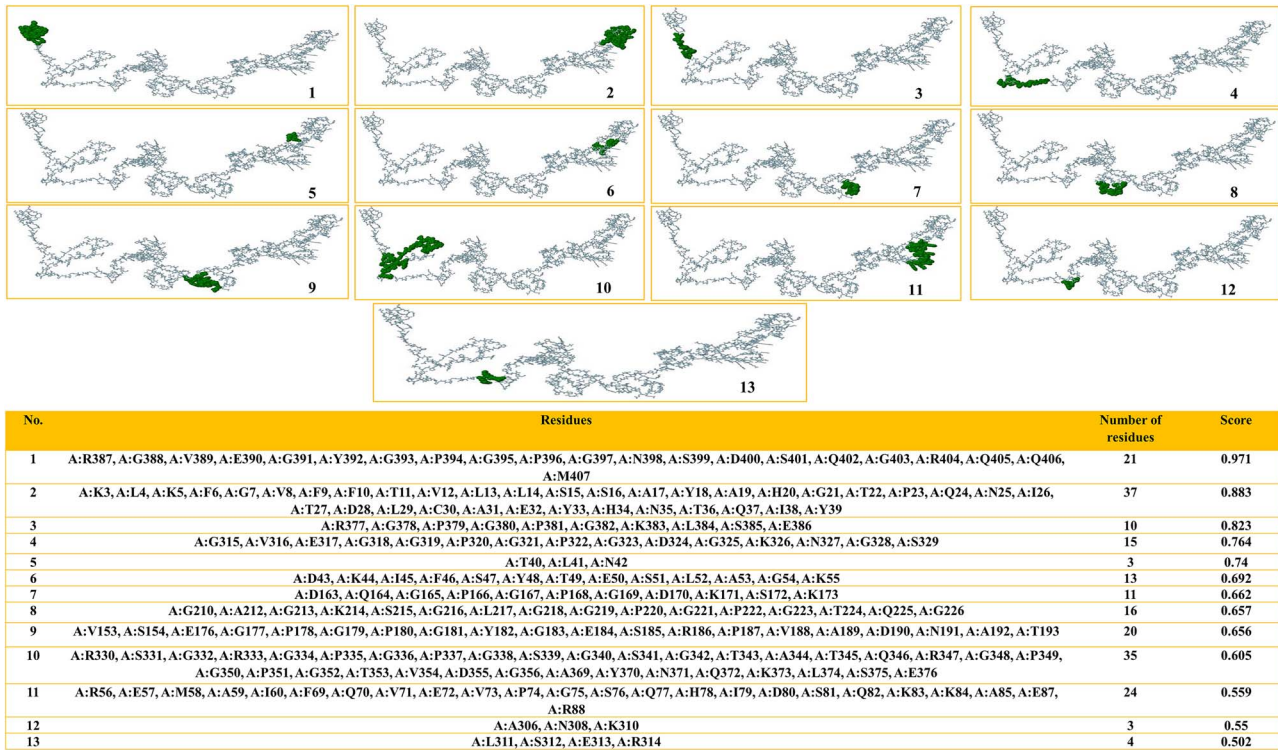 1
2
3
4
5
6
7
8
9
10
11
12
13
No. Residues Number of residues Score
1 A:R387, A:G388, A:V389, A:E390, A:G391, A:Y392, A:G393, A:P394, A:G395, A:P396, A:G397, A:N398, A:S399, A:D400, A:S401, A:Q402, A:G403, A:R404, A:Q405, A:Q406, 21 0.971
A:M407
2 A:K3, A:L4, A:K5, A:F6, A:G7, A:V8, A:F9, A:F10, A:T11, A:V12, A:L13, A:L14, A:S15, A:S16, A:A17, A:Y18, A:A19, A:H20, A:G21, A:T22, A:P23, A:Q24, A:N25, A:I26, 37 0.883
A:T27, A:D28, A:L29, A:C30, A:A31, A:E32, A:Y33, A:H34, A:N35, A:T36, A:Q37, A:I38, A:Y39
3 A:R377, A:G378, A:P379, A:G380, A:P381, A:G382, A:K383, A:L384, A:S385, A:E386 10 0.823
4 A:G315, A:V316, A:E317, A:G318, A:G319, A:P320, A:G321, A:P322, A:G323, A:D324, A:G325, A:K326, A:N327, A:G328, A:S329 15 0.764
5 A:T40, A:L41, A:N42 3 0.74
6 A:D43, A:K44, A:I45, A:F46, A:S47, A:Y48, A:T49, A:E50, A:S51, A:L52, A:A53, A:G54, A:K55 13 0.692
7 A:D163, A:Q164, A:G165, A:P166, A:G167, A:P168, A:G169, A:D170, A:K171, A:S172, A:K173 11 0.662
8 A:G210, A:A212, A:G213, A:K214, A:S215, A:G216, A:L217, A:G218, A:G219, A:P220, A:G221, A:P222, A:G223, A:T224, A:Q225, A:G226 16 0.657
9 A:V153, A:S154, A:E176, A:G177, A:P178, A:G179, A:P180, A:G181, A:Y182, A:G183, A:E184, A:S185, A:R186, A:P187, A:V188, A:A189, A:D190, A:N191, A:A192, A:T193 20 0.656
10 A:R330, A:S331, A:G332, A:R333, A:G334, A:P335, A:G336, A:P337, A:G338, A:S339, A:G340, A:S341, A:G342, A:T343, A:A344, A:T345, A:Q346, A:R347, A:G348, A:P349, 35 0.605
A:G350, A:P351, A:G352, A:T353, A:V354, A:D355, A:G356, A:A369, A:Y370, A:N371, A:Q372, A:K373, A:L374, A:S375, A:E376
11 A:R56, A:E57, A:M58, A:A59, A:I60, A:F69, A:Q70, A:V71, A:E72, A:V73, A:P74, A:G75, A:S76, A:Q77, A:H78, A:I79, A:D80, A:S81, A:Q82, A:K83, A:K84, A:A85, A:E87, 24 0.559
A:R88
12 A:A306, A:N308, A:K310 3 0.55
13 A:L311, A:S312, A:E313, A:R314 4 0.502